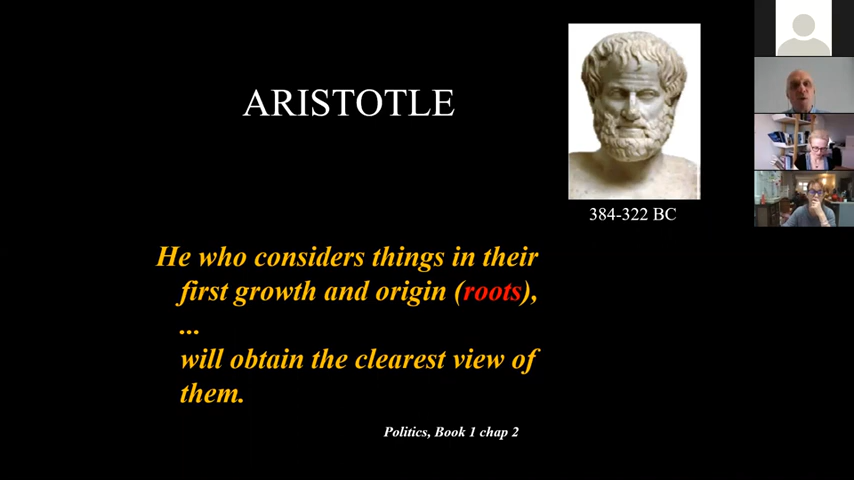 ARISTOTLE
384-322 BC
He who considers things in their
first growth and origin (roots),
...
will obtain the clearest view of
them.
Politics, Book 1 chap 2